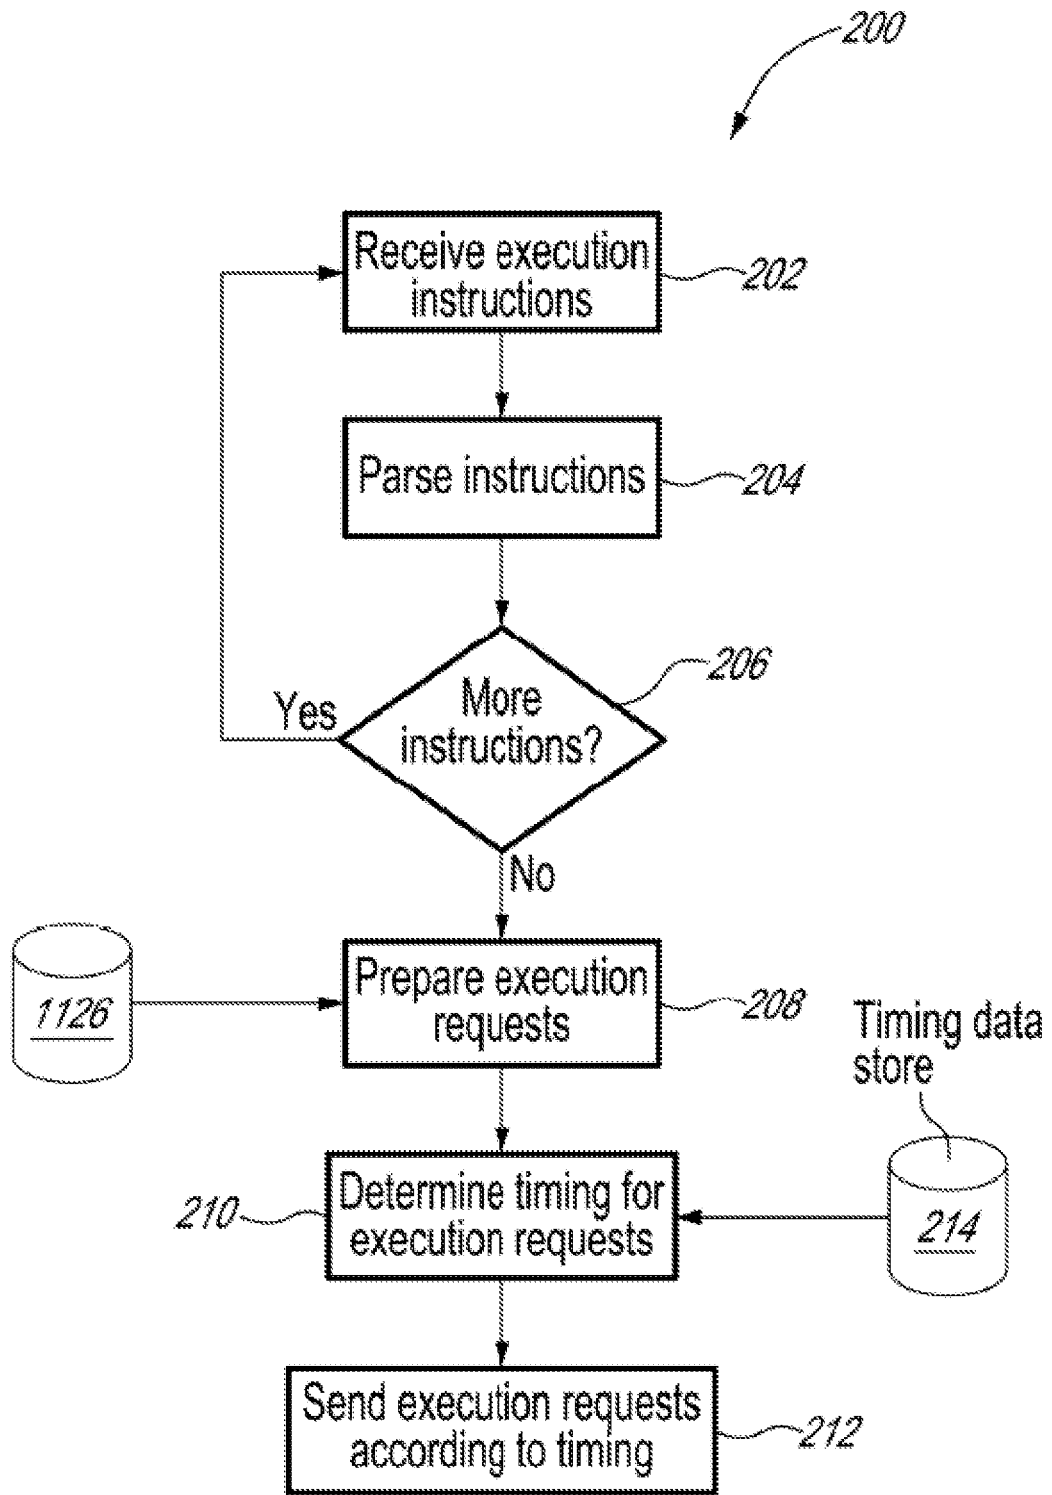 200
Receive execution
instructions
202
Parse instructions
204
206
More
instructions?
Yes
No
1126
Prepare execution
requests
208
Timing data
store
210
Determine timing for
execution requests
214
Send execution requests
according to timing
212